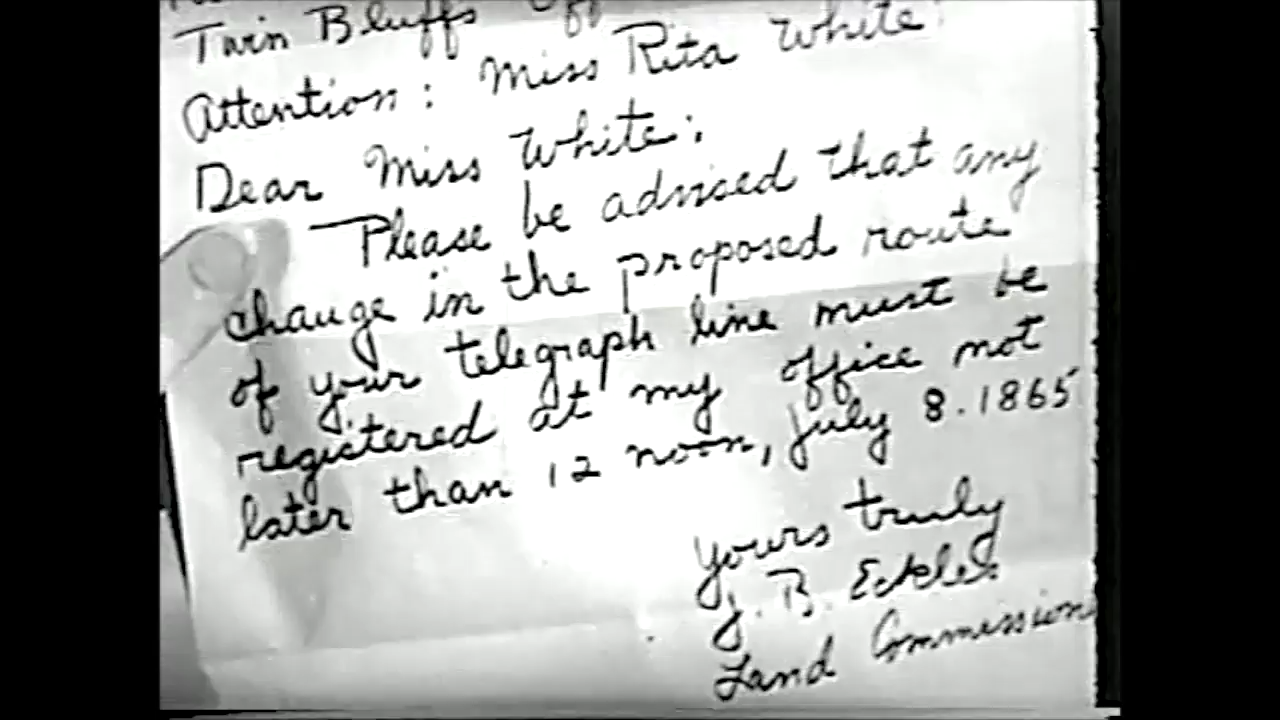 Twin Bluffs
Attention: Miss Rita White:
Dear Miss White:
Please be advised that any
change in the proposed route
of your telegraph line must be
registered at my office not
later than 12 noon, July 8.1865
Yours truly
J. B. Eckles
Land Commission